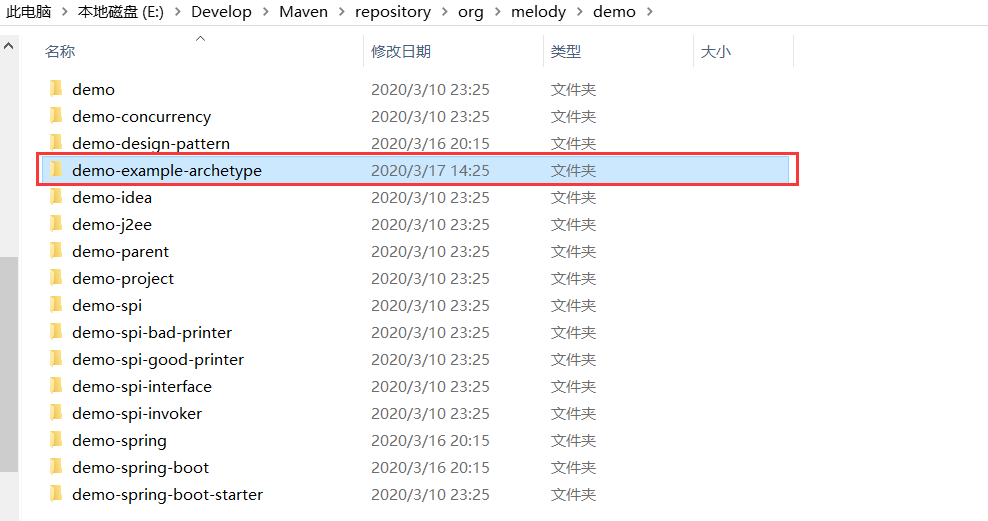 此电脑 > 本地磁盘 (E:) > Develop > Maven > repository > org > melody > demo >
名称 修改日期 类型 大小
demo 2020/3/10 23:25 文件夹
demo-concurrency 2020/3/10 23:25 文件夹
demo-design-pattern 2020/3/16 20:15 文件夹
demo-example-archetype 2020/3/17 14:25 文件夹
demo-idea 2020/3/10 23:25 文件夹
demo-j2ee 2020/3/10 23:25 文件夹
demo-parent 2020/3/10 23:25 文件夹
demo-project 2020/3/10 23:25 文件夹
demo-spi 2020/3/10 23:25 文件夹
demo-spi-bad-printer 2020/3/10 23:25 文件夹
demo-spi-good-printer 2020/3/10 23:25 文件夹
demo-spi-interface 2020/3/10 23:25 文件夹
demo-spi-invoker 2020/3/10 23:25 文件夹
demo-spring 2020/3/16 20:15 文件夹
demo-spring-boot 2020/3/16 20:15 文件夹
demo-spring-boot-starter 2020/3/10 23:25 文件夹